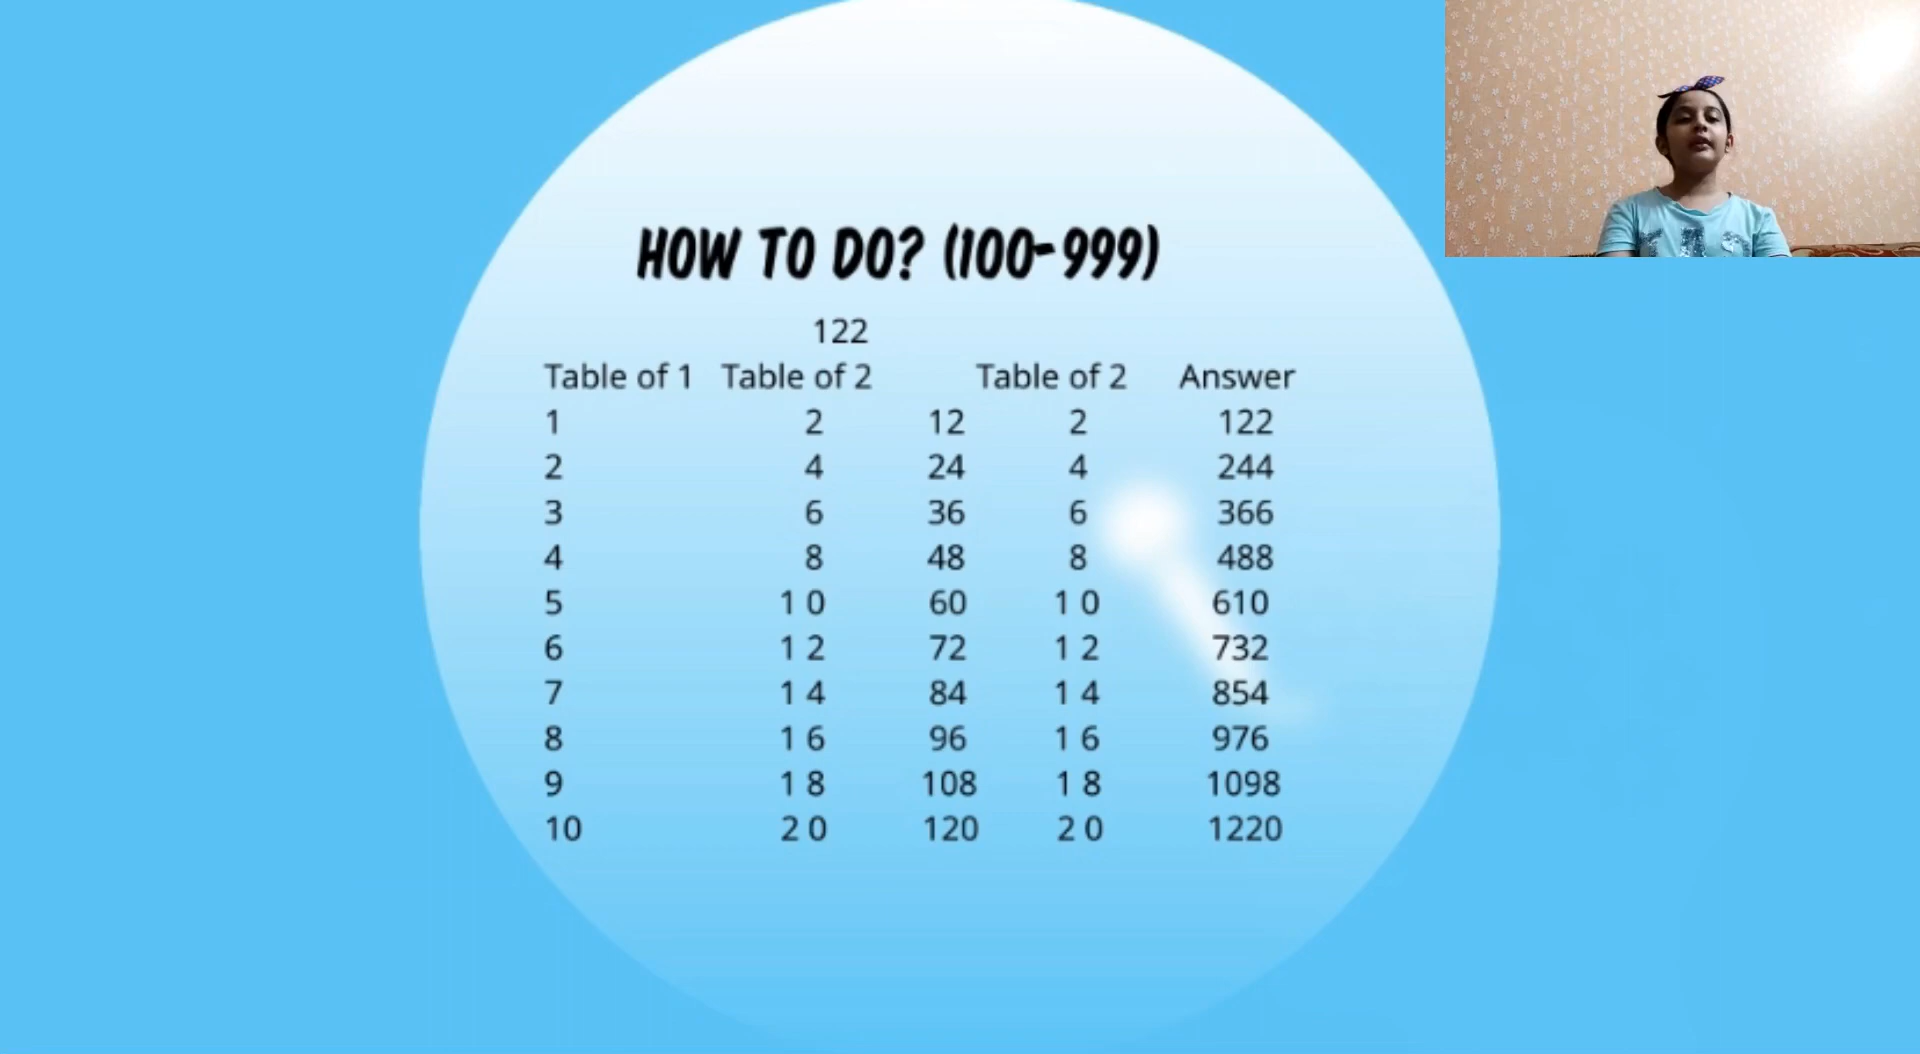 HOW TO DO? (100-999)
122
Table of 1 Table of 2 Table of 2 Answer
1 2 12 2 122
2 4 24 4 244
3 6 36 6 366
4 8 48 8 488
5 1 0 60 1 0 610
6 1 2 72 1 2 732
7 1 4 84 1 4 854
8 1 6 96 1 6 976
9 1 8 108 1 8 1098
10 2 0 120 2 0 1220